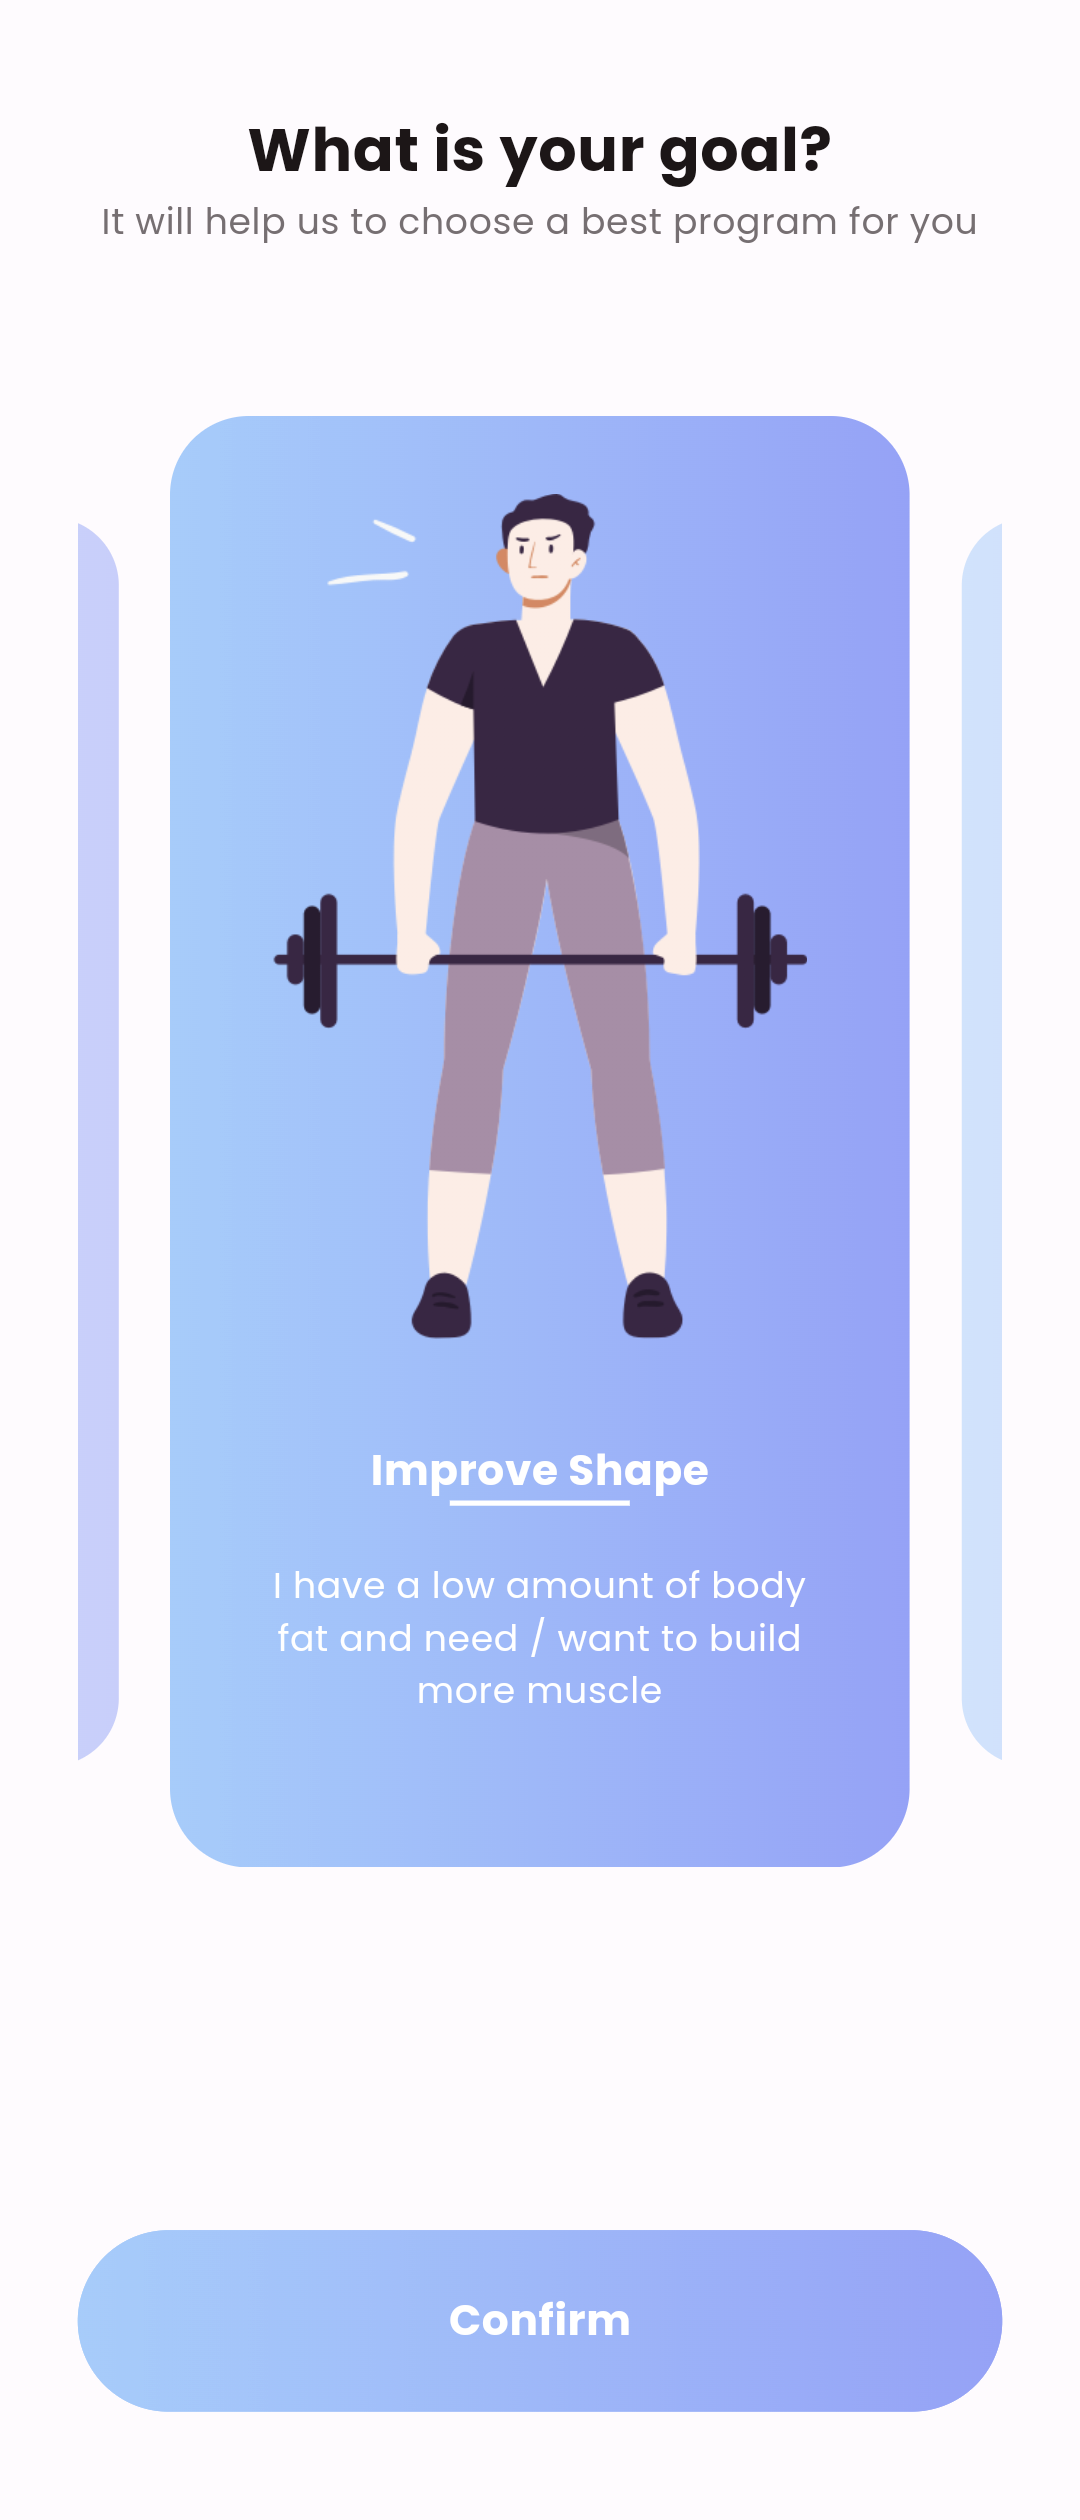 What is your goal?
It will help us to choose a best program for you
Improve Shape
I have a low amount of body
fat and need / want to build
more muscle
Confirm